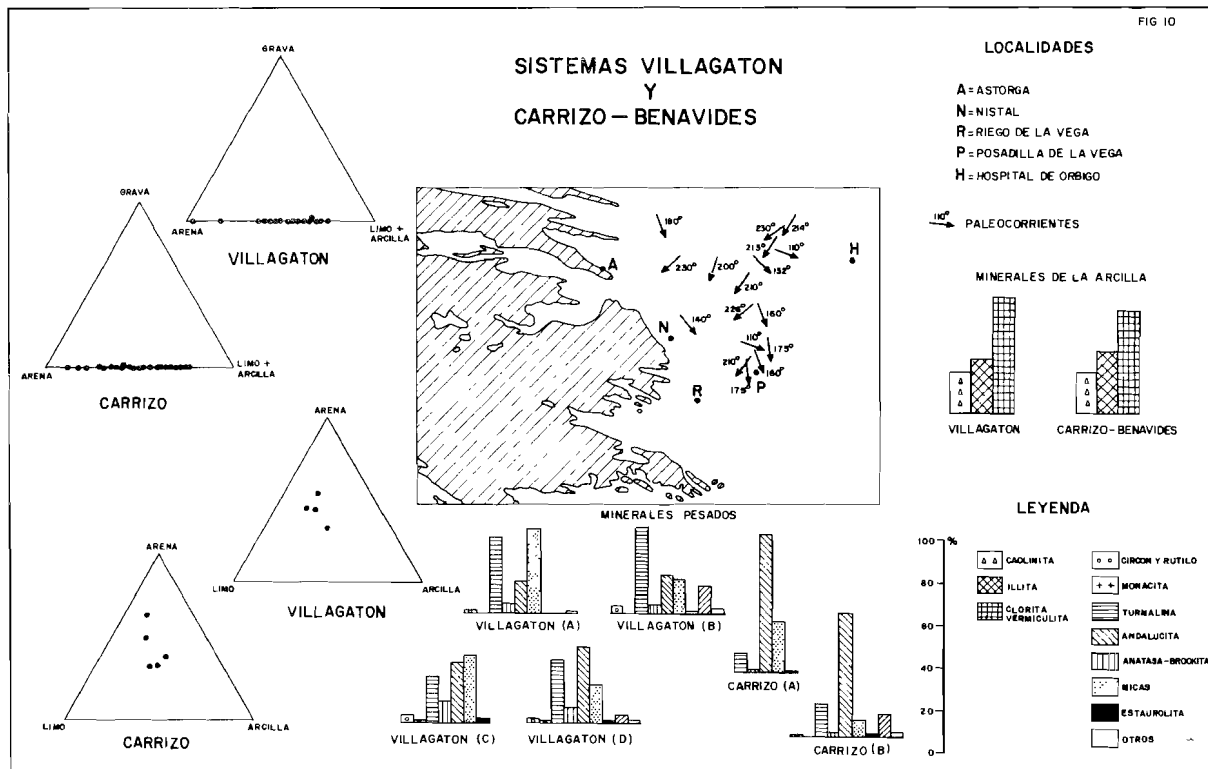 FIG 10
SISTEMAS VILLAGATON
Y
CARRIZO-BENAVIDES
LOCALIDADES
A=ASTORGA
N=NISTAL
R=RIEGO DE LA VEGA
P=POSADILLA DE LA VEGA
H=HOSPITAL DE ORBIGO
110°
PALEOCORRIENTES
GRAVA
ARENA
LIMO +
ARCILLA
VILLAGATON
GRAVA
ARENA
LIMO +
ARCILLA
CARRIZO
180°
230°
214°
213°
110°
H
A
230°
200°
132°
210°
226°
160°
140°
N
110°
175°
210°
160°
175°
P
R
MINERALES DE LA ARCILLA
VILLAGATON
CARRIZO-BENAVIDES
ARENA
LIMO
ARCILLA
VILLAGATON
ARENA
LIMO
ARCILLA
CARRIZO
MINERALES PESADOS
VILLAGATON (A)
VILLAGATON (B)
CARRIZO (A)
VILLAGATON (C)
VILLAGATON (D)
CARRIZO (B)
LEYENDA
100
%
80
60
40
20
0
CAOLINITA
ILLITA
CLORITA
VERMICULITA
CIRCON Y RUTILO
MONACITA
TURMALINA
ANDALUCITA
ANATASA-BROOKITA
MICAS
ESTAUROLITA
OTROS